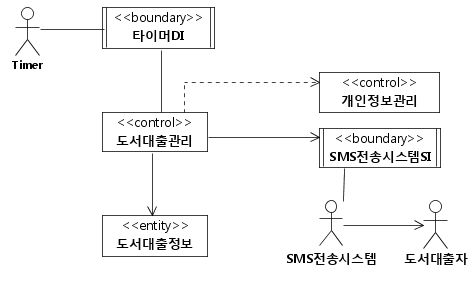 <<boundary>>
타이머DI
Timer
<<control>>
개인정보관리
<<control>>
도서대출관리
<<boundary>>
SMS전송시스템SI
<<entity>>
도서대출정보
SMS전송시스템
도서대출자